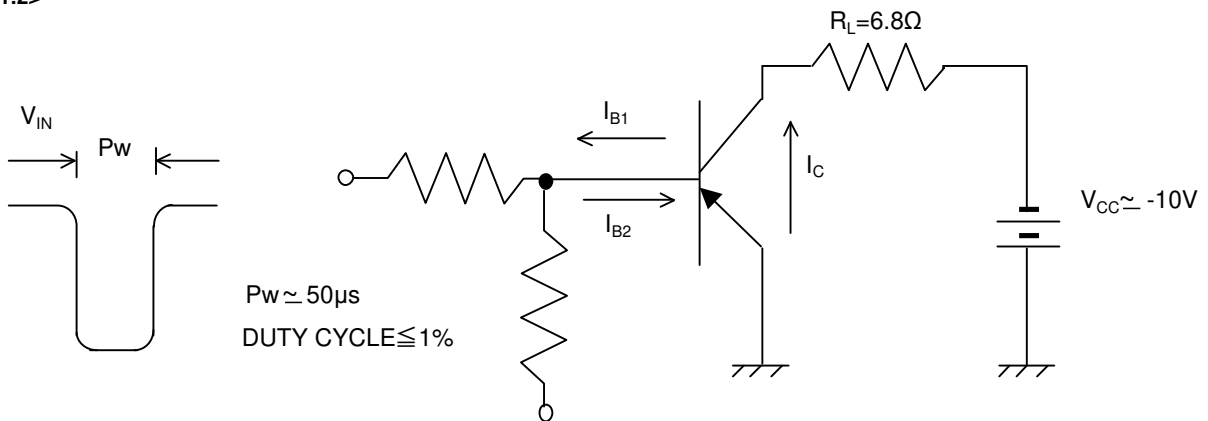 R_L=6.8Ω
V_IN
Pw
I_B1
I_C
I_B2
V_CC≃ -10V
Pw≃50µs
DUTY CYCLE≦1%